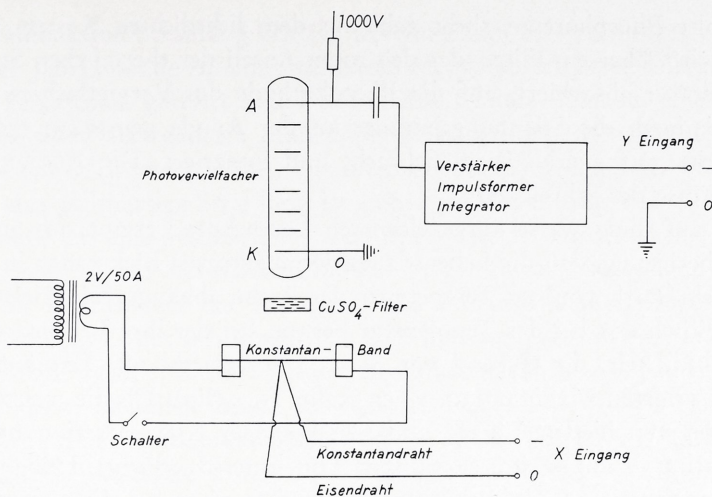 1000V
A
Y Eingang
Photovervielfacher
Verstärker
Impulsformer
Integrator
—
0
K
0
2V/50A
CuSO4-Filter
Konstantan-Band
Schalter
Konstantandraht
—
X Eingang
0
Eisendraht